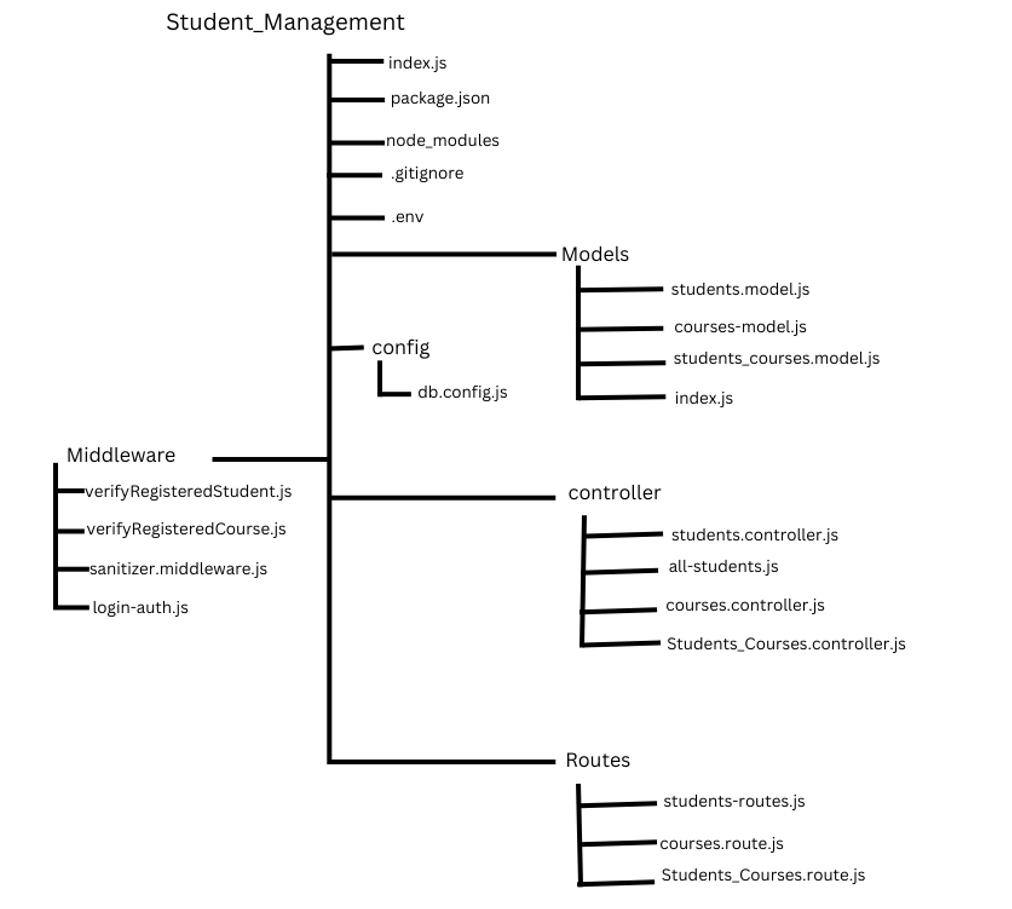 Student_Management
index.js
package.json
node_modules
.gitignore
.env
Models
students.model.js
courses-model.js
students_courses.model.js
index.js
config
db.config.js
Middleware
verifyRegisteredStudent.js
verifyRegisteredCourse.js
sanitizer.middleware.js
login-auth.js
controller
students.controller.js
all-students.js
courses.controller.js
Students_Courses.controller.js
Routes
students-routes.js
courses.route.js
Students_Courses.route.js